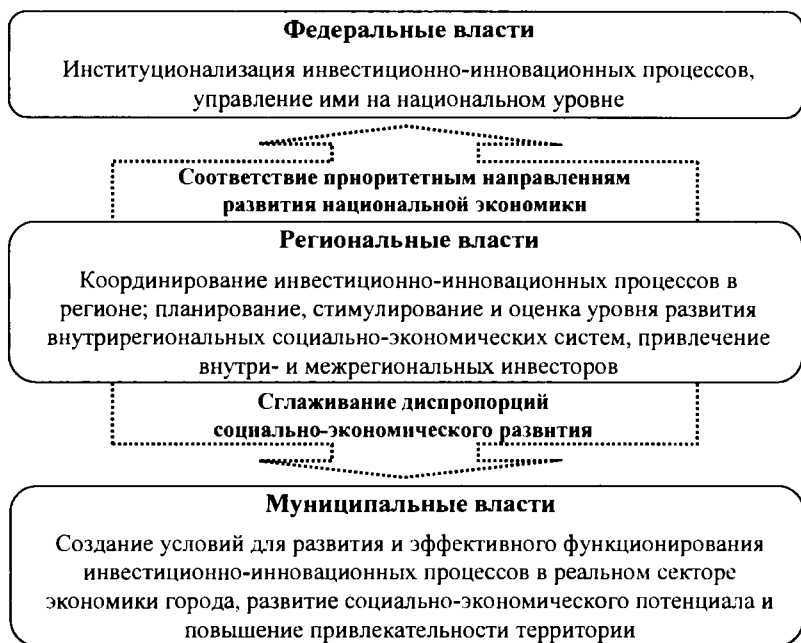 Федеральные власти
Институционализация инвестиционно-инновационных процессов,
управление ими на национальном уровне
Соответствие приоритетным направлениям
развития национальной экономики
Региональные власти
Координирование инвестиционно-инновационных процессов в
регионе; планирование, стимулирование и оценка уровня развития
внутрирегиональных социально-экономических систем, привлечение
внутри- и межрегиональных инвесторов
Сглаживание диспропорций
социально-экономического развития
Муниципальные власти
Создание условий для развития и эффективного функционирования
инвестиционно-инновационных процессов в реальном секторе
экономики города, развитие социально-экономического потенциала и
повышение привлекательности территории